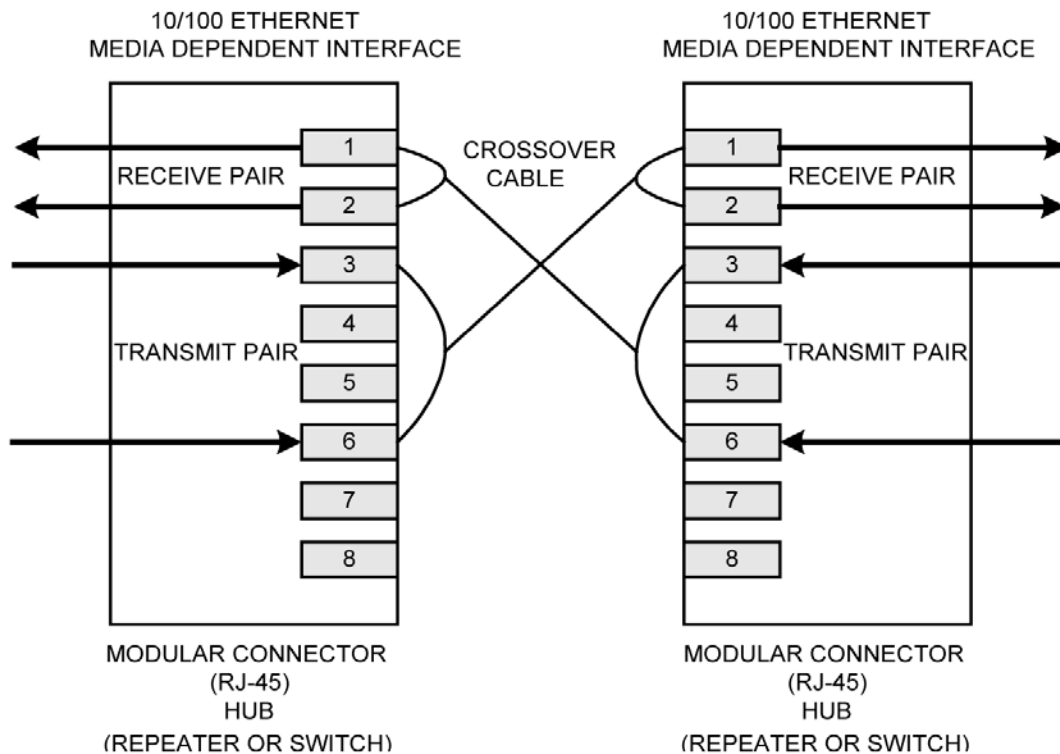 10/100 ETHERNET
MEDIA DEPENDENT INTERFACE
10/100 ETHERNET
MEDIA DEPENDENT INTERFACE
1
RECEIVE PAIR
2
3
4
TRANSMIT PAIR
5
6
7
8
CROSSOVER
CABLE
1
RECEIVE PAIR
2
3
4
TRANSMIT PAIR
5
6
7
8
MODULAR CONNECTOR
(RJ-45)
HUB
(REPEATER OR SWITCH)
MODULAR CONNECTOR
(RJ-45)
HUB
(REPEATER OR SWITCH)